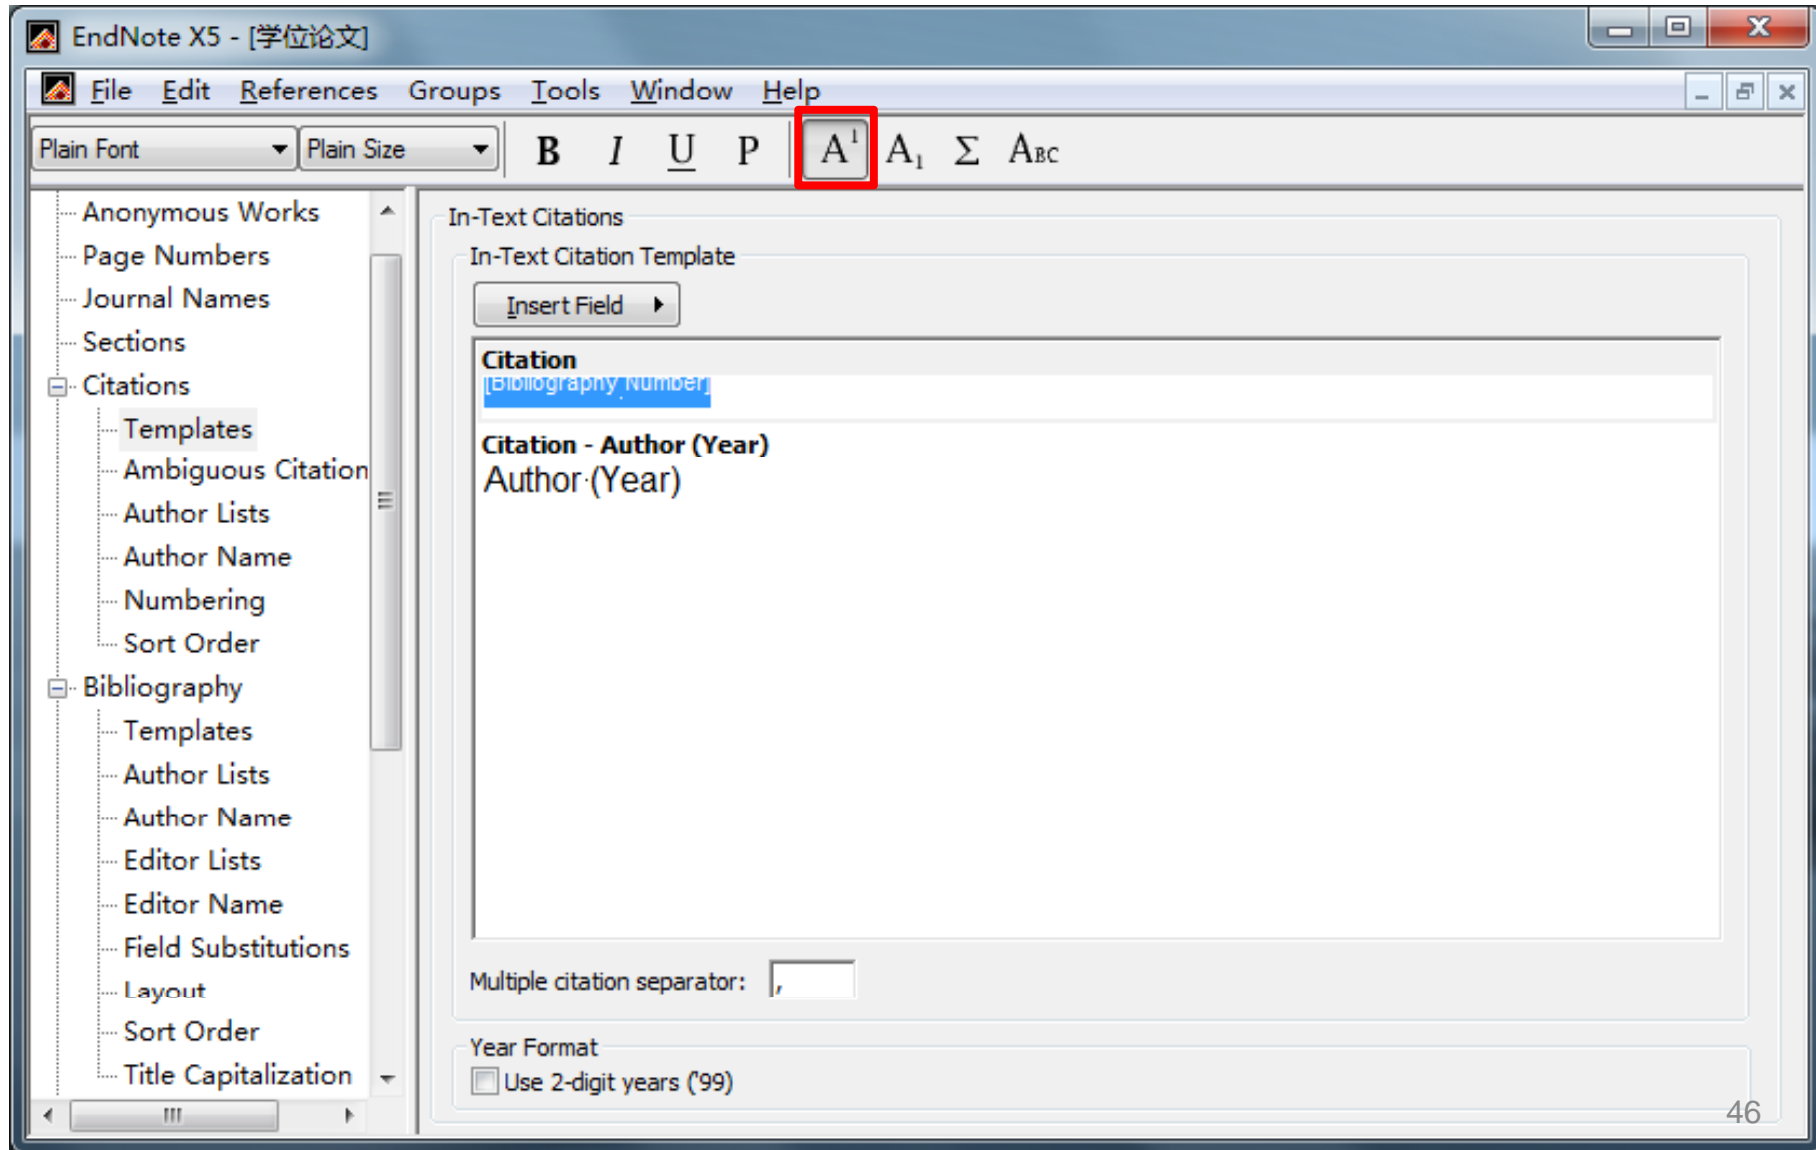 EndNote X5 - [学位论文]
File Edit References Groups Tools Window Help
Plain Font Plain Size B I U P A¹ A₁ Σ ABC
Anonymous Works
Page Numbers
Journal Names
Sections
Citations
Templates
Ambiguous Citation
Author Lists
Author Name
Numbering
Sort Order
Bibliography
Templates
Author Lists
Author Name
Editor Lists
Editor Name
Field Substitutions
Layout
Sort Order
Title Capitalization
In-Text Citations
In-Text Citation Template
Insert Field
Citation
[Bibliography·Number]
Citation - Author (Year)
Author·(Year)
Multiple citation separator: ,
Year Format
Use 2-digit years ('99)
46